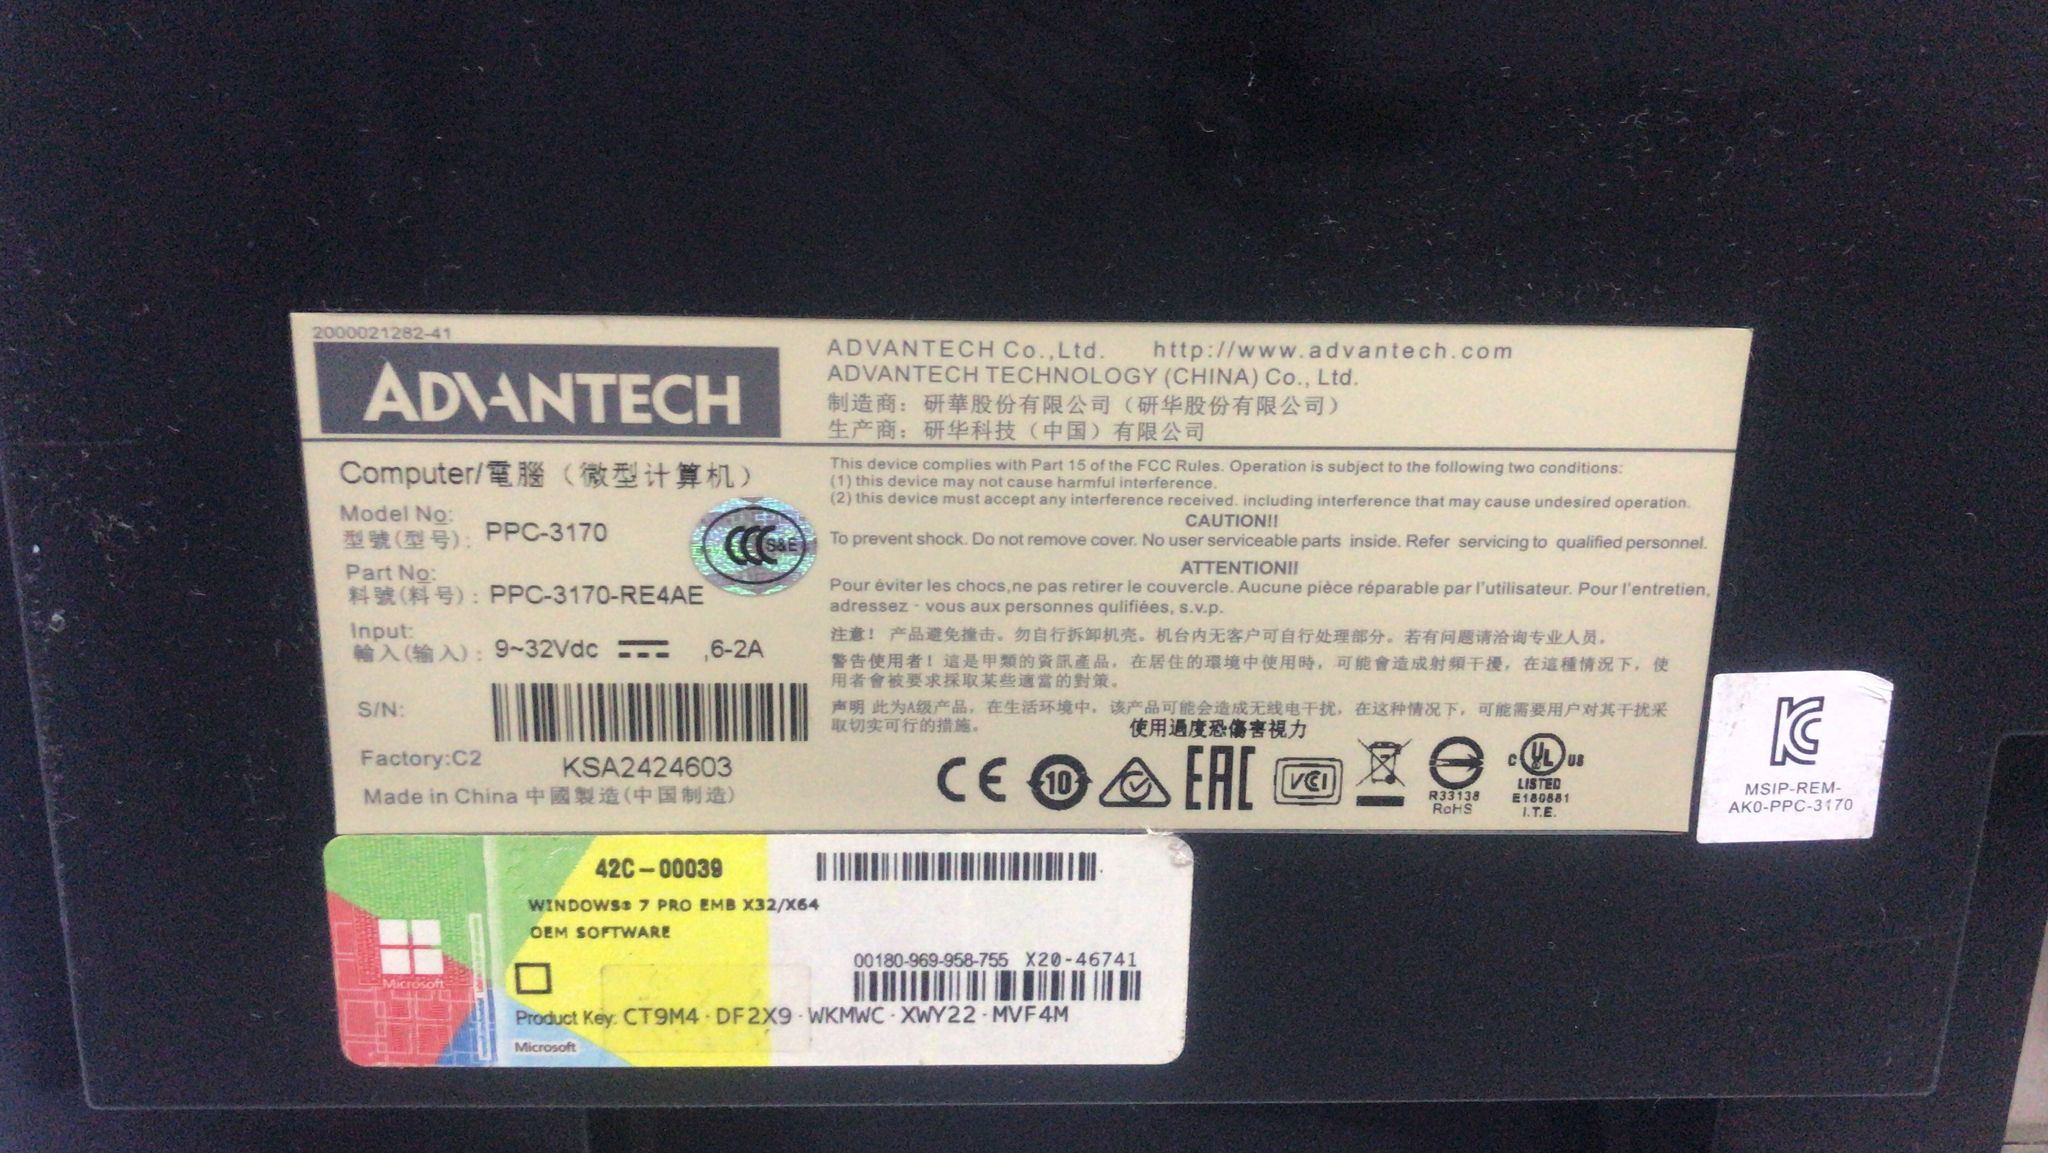 2000021282-41
ADVANTECH
ADVANTECH Co.,Ltd. http://www.advantech.com
ADVANTECH TECHNOLOGY (CHINA) Co., Ltd.
制造商：研華股份有限公司（研华股份有限公司）
生产商：研华科技（中国）有限公司
Computer/電腦（微型计算机）
Model No:
型號(型号)： PPC-3170
CCC S&E
Part No:
料號(料号)： PPC-3170-RE4AE
Input:
輸入(输入)： 9~32Vdc ,6-2A
S/N:
Factory:C2
KSA2424603
Made in China 中國製造(中国制造)
This device complies with Part 15 of the FCC Rules. Operation is subject to the following two conditions:
(1) this device may not cause harmful interference.
(2) this device must accept any interference received. including interference that may cause undesired operation.
CAUTION!!
To prevent shock. Do not remove cover. No user serviceable parts inside. Refer servicing to qualified personnel.
ATTENTION!!
Pour éviter les chocs,ne pas retirer le couvercle. Aucune pièce réparable par l'utilisateur. Pour l'entretien,
adressez - vous aux personnes qulifiées, s.v.p.
注意！产品避免撞击。勿自行拆卸机壳。机台内无客户可自行处理部分。若有问题请洽询专业人员。
警告使用者！這是甲類的資訊產品，在居住的環境中使用時，可能會造成射頻干擾，在這種情況下，使
用者會被要求採取某些適當的對策。
声明 此为A级产品，在生活环境中，该产品可能会造成无线电干扰，在这种情况下，可能需要用户对其干扰采
取切实可行的措施。
使用過度恐傷害視力
CE 10 EAC VCCI
R33138
RoHS
C UL US
LISTED
E180881
I.T.E.
KC
MSIP-REM-
AK0-PPC-3170
42C-00039
WINDOWS® 7 PRO EMB X32/X64
OEM SOFTWARE
00180-969-958-755 X20-46741
Microsoft
Product Key: CT9M4-DF2X9-WKMWC-XWY22-MVF4M
Microsoft